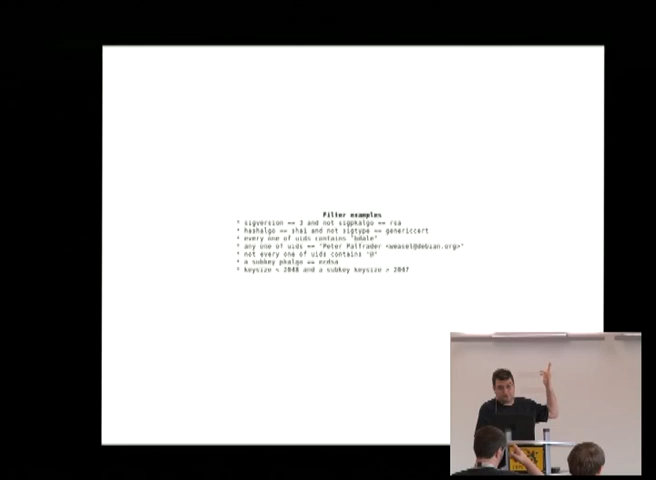 Filter examples
* sigversion == 3 and not sigpkalgo == rsa
* hashalgo == sha1 and not sigtype == genericcert
* every one of uids contains "bdale"
* any one of uids == "Peter Palfrader <weasel@debian.org>"
* not every one of uids contains "@"
* a subkey pkalgo == ecdsa
* keysize < 2048 and a subkey keysize > 2047